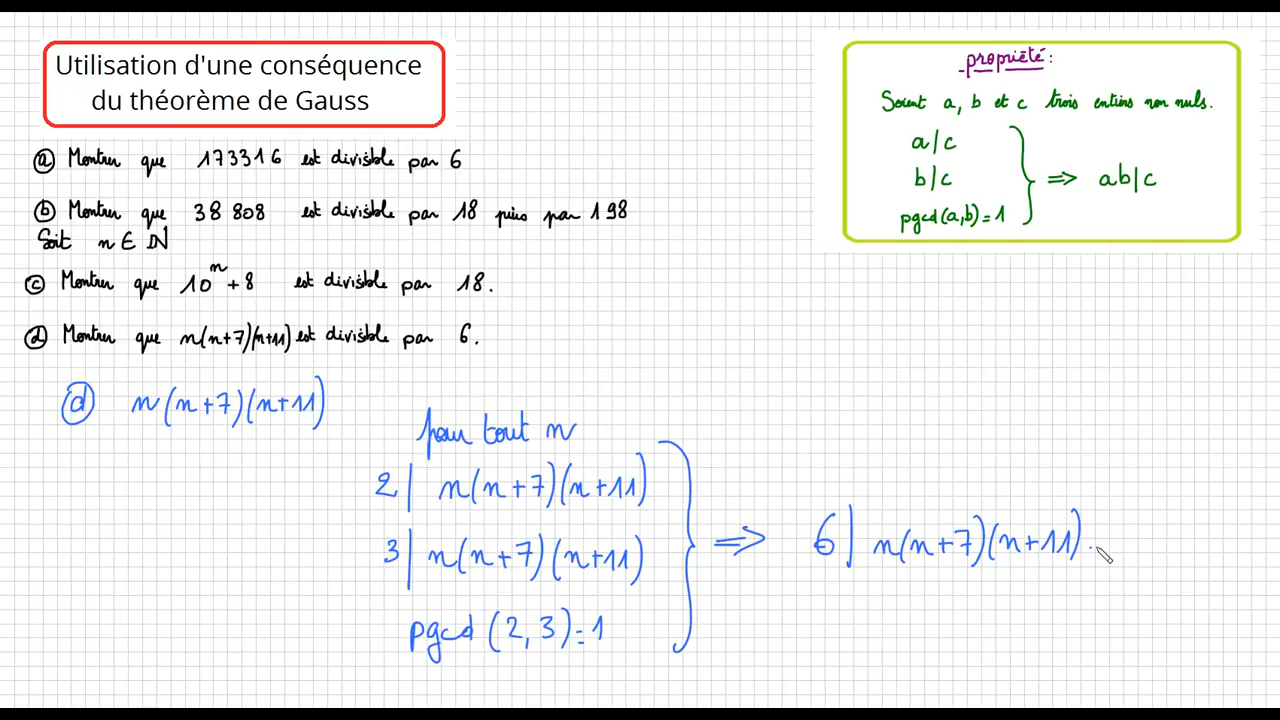 Utilisation d'une conséquence
du théorème de Gauss
propriété :
Soient a, b et c trois entiers non nuls.
a|c
b|c
pgcd(a,b)=1
⇒ ab|c
ⓐ Montrer que 173316 est divisible par 6
ⓑ Montrer que 38 808 est divisible par 18 puis par 198
Soit n ∈ ℕ
ⓒ Montrer que 10ⁿ + 8 est divisible par 18.
ⓓ Montrer que n(n+7)(n+11) est divisible par 6.
ⓓ n(n+7)(n+11)
pour tout n
2 | n(n+7)(n+11)
3 | n(n+7)(n+11)
pgcd (2,3)=1
⇒ 6 | n(n+7)(n+11).